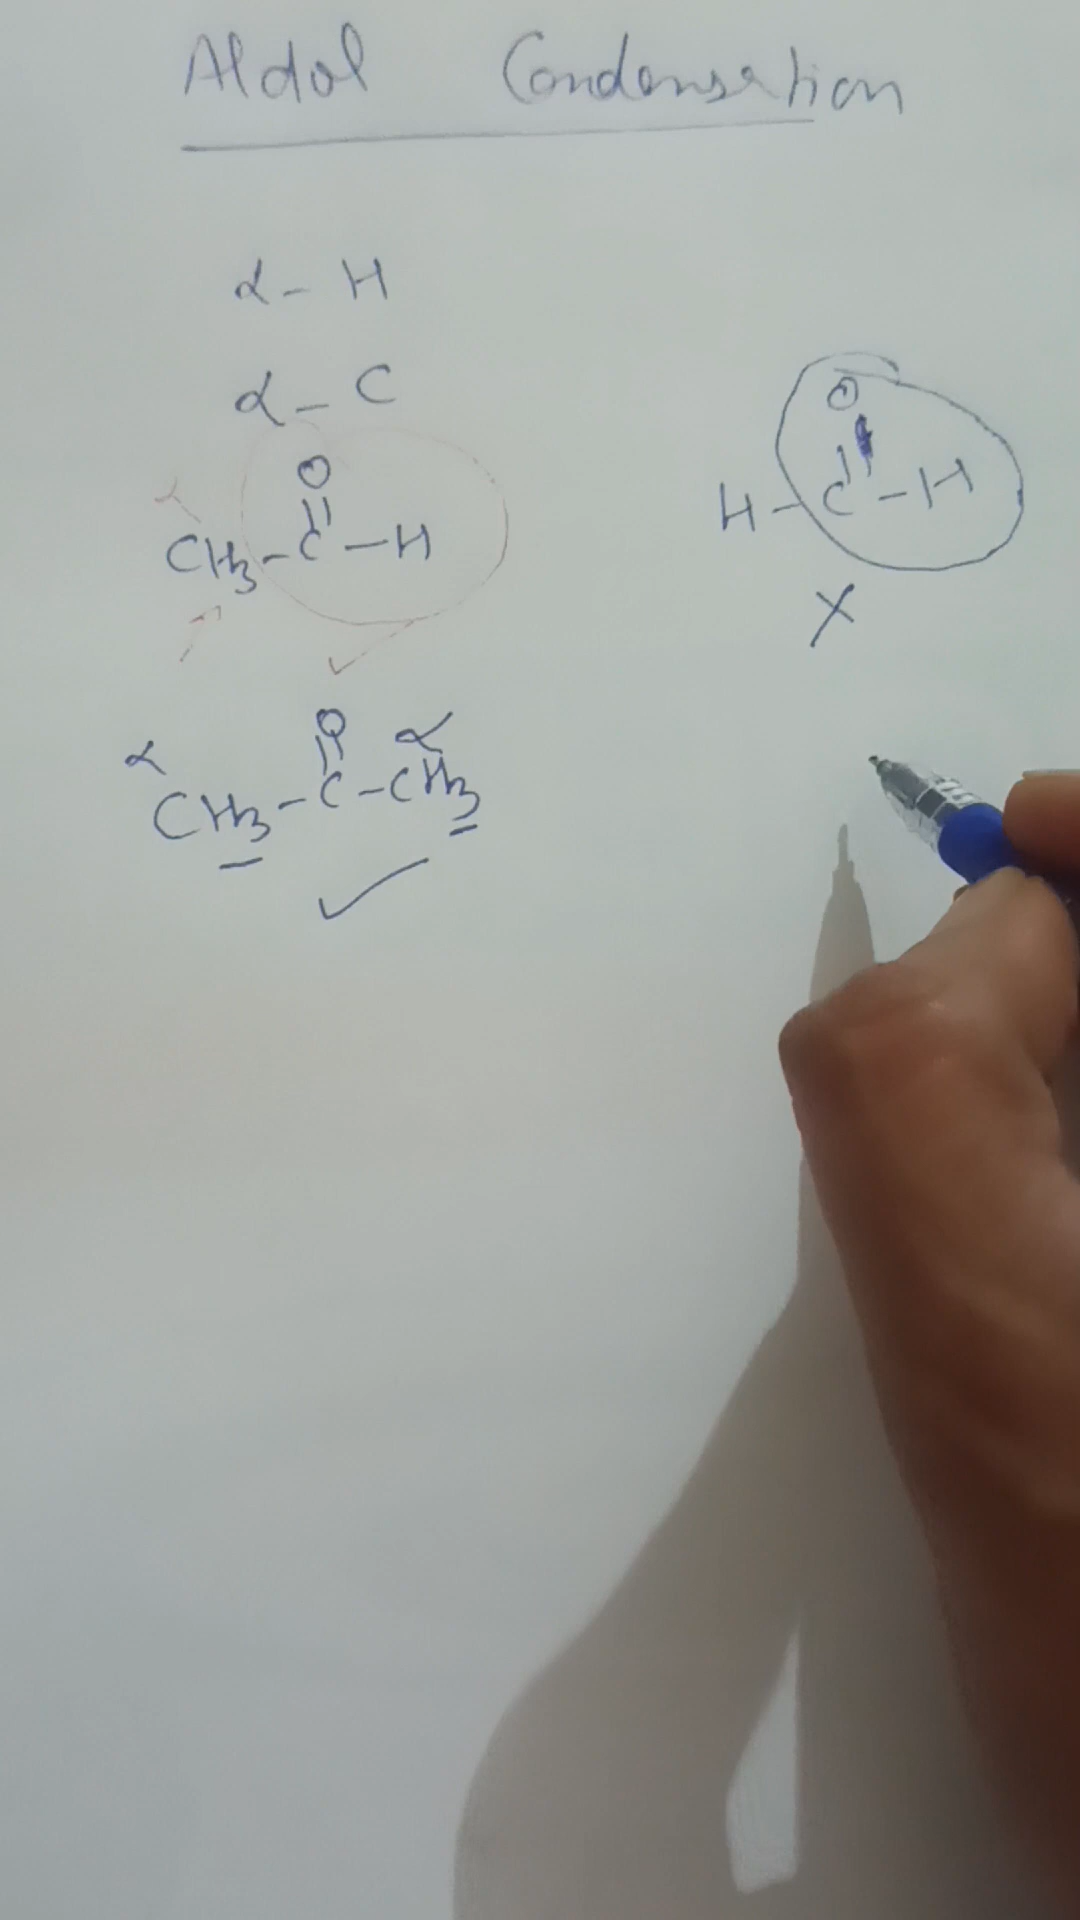 Aldol Condensation
α - H
α - C
O
||
α
CH3 - C - H
O
||
H - C - H
X
O
||
α α
CH3 - C - CH3